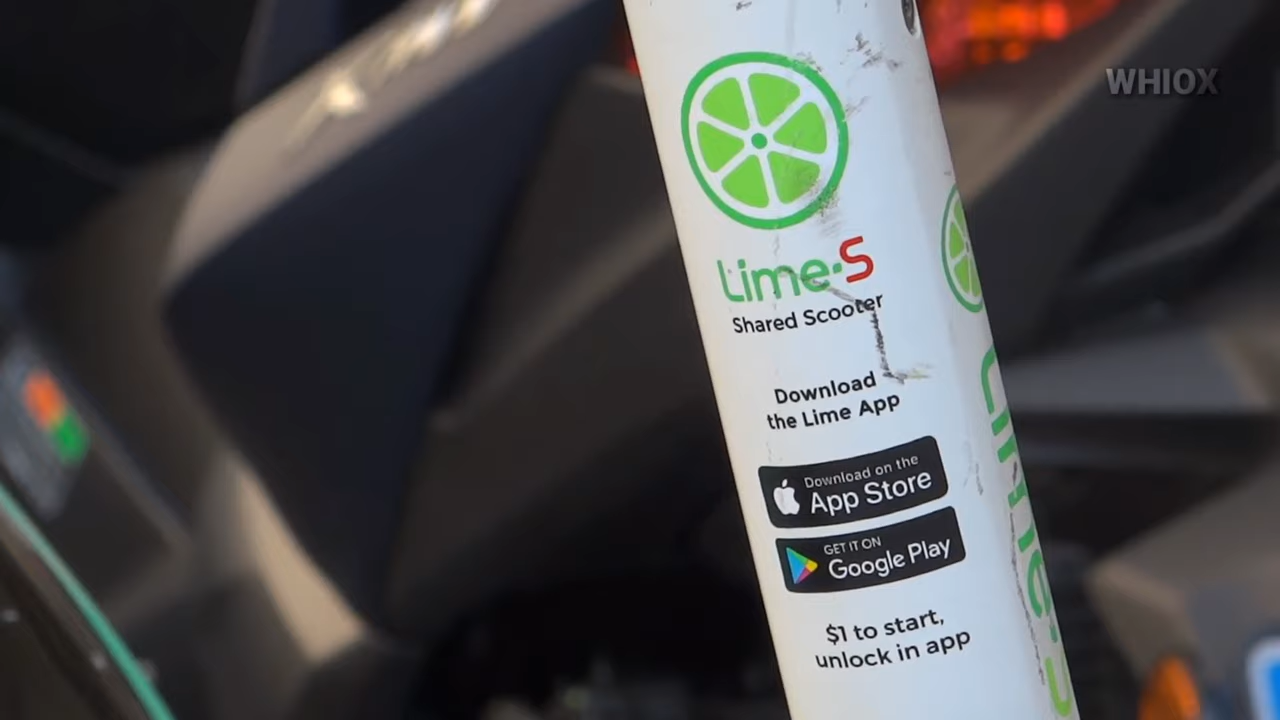 WHIOX
Lime-S
Shared Scooter
Download
the Lime App
Download on the
App Store
GET IT ON
Google Play
$1 to start,
unlock in app
Lime